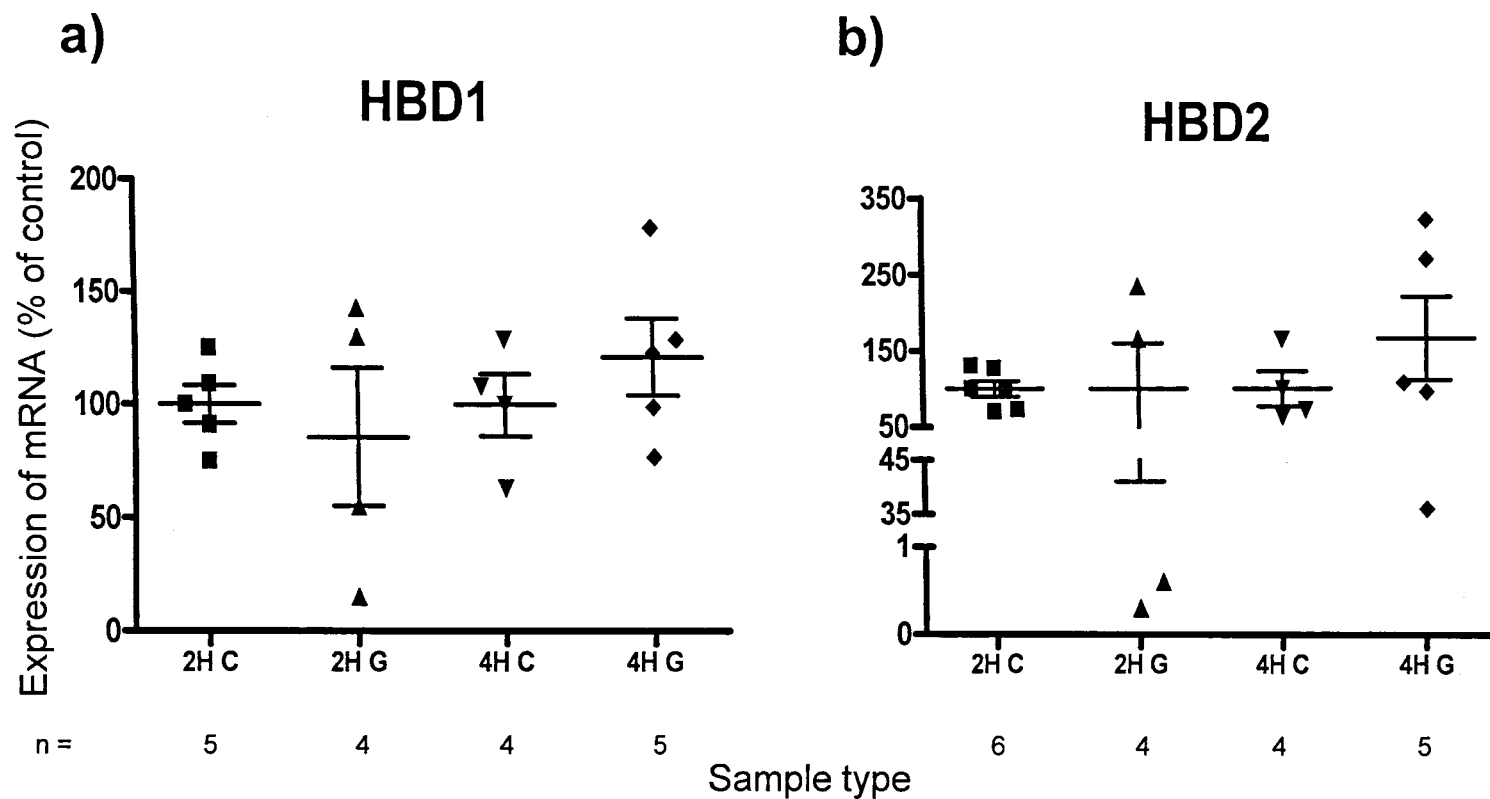 a)
HBD1
Expression of mRNA (% of control)
200
150
100
50
0
2H C 2H G 4H C 4H G
n = 5 4 4 5
b)
HBD2
350
250
150
50
45
35
1
0
2H C 2H G 4H C 4H G
6 4 4 5
Sample type